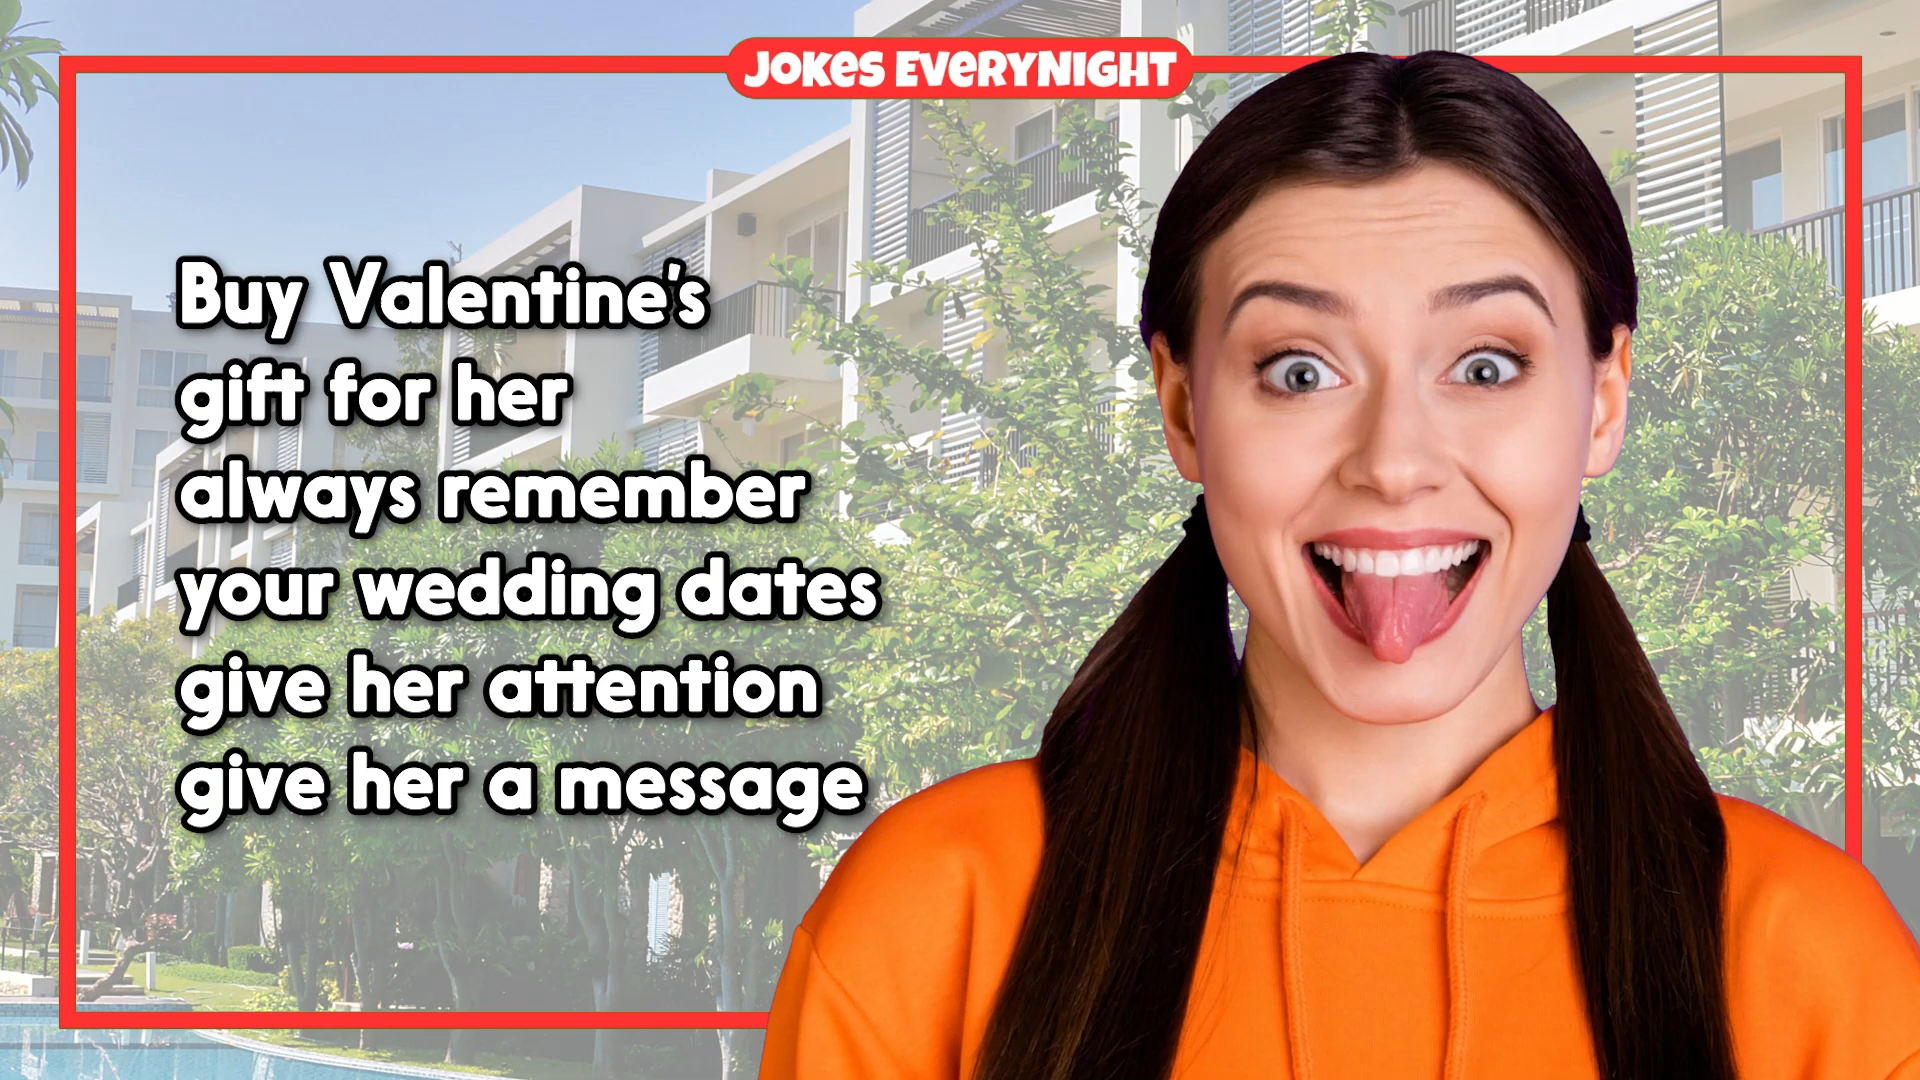 JOKES EVERYNIGHT
Buy Valentine's
gift for her
always remember
your wedding dates
give her attention
give her a message